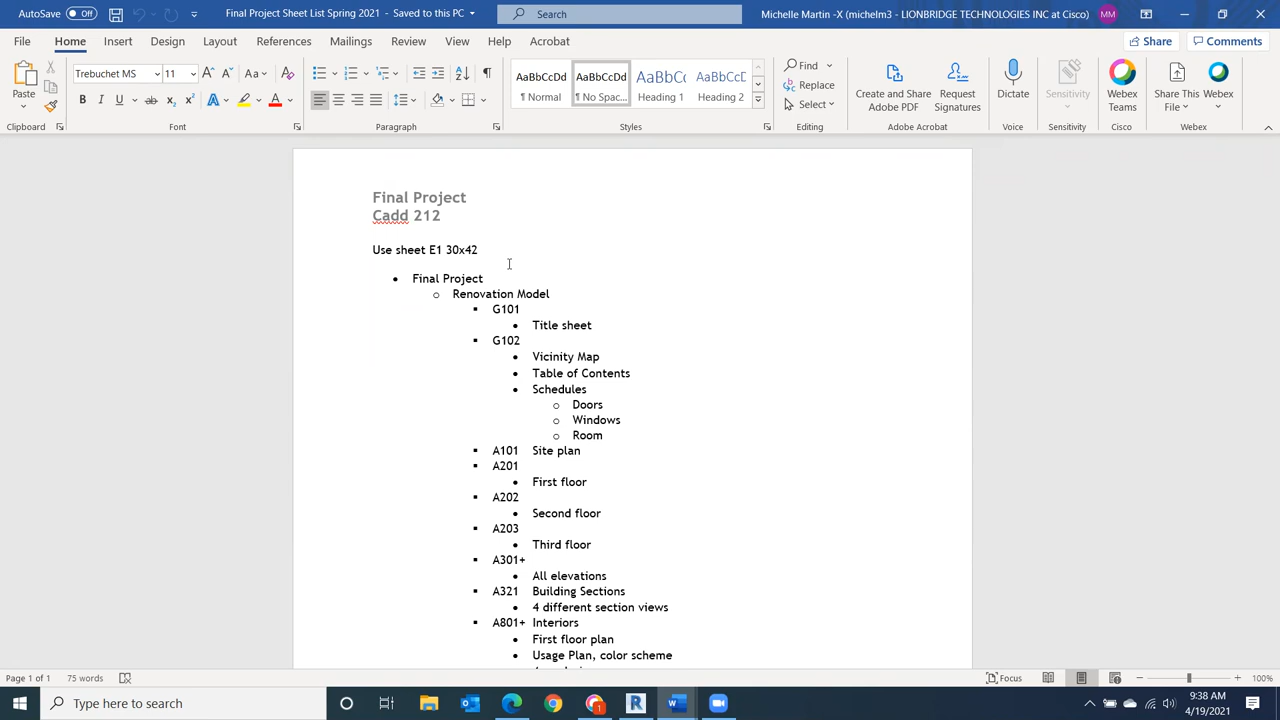 AutoSave Off
Final Project Sheet List Spadng 2021 - Saved to this PC
Search
Michelle Martin -X (michelm3 - LIONBRIDGE TECHNOLOGIES INC at Cisco)
MM
File Home Insert Design Layout References Mailings Review View Help Acrobat
Share Comments
Paste
Trebuchet MS 11
AaBbCcDd AaBbCcDd AaBbCc AaBbCcD
¶ Normal ¶ No Spac... Heading 1 Heading 2
Find
Replace
Select
Create and Share Adobe PDF
Request Signatures
Dictate
Sensitivity
Webex Teams
Share This File
Webex
Clipboard Font Paragraph Styles Editing Adobe Acrobat Voice Sensitivity Cisco Webex
Final Project
Cadd 212
Use sheet E1 30x42
• Final Project
o Renovation Model
▪ G101
• Title sheet
▪ G102
• Vicinity Map
• Table of Contents
• Schedules
o Doors
o Windows
o Room
▪ A101 Site plan
▪ A201
• First floor
▪ A202
• Second floor
▪ A203
• Third floor
▪ A301+
• All elevations
▪ A321 Building Sections
• 4 different section views
▪ A801+ Interiors
• First floor plan
• Usage Plan, color scheme
Page 1 of 1 75 words
Focus
100%
Type here to search
9:38 AM
4/19/2021